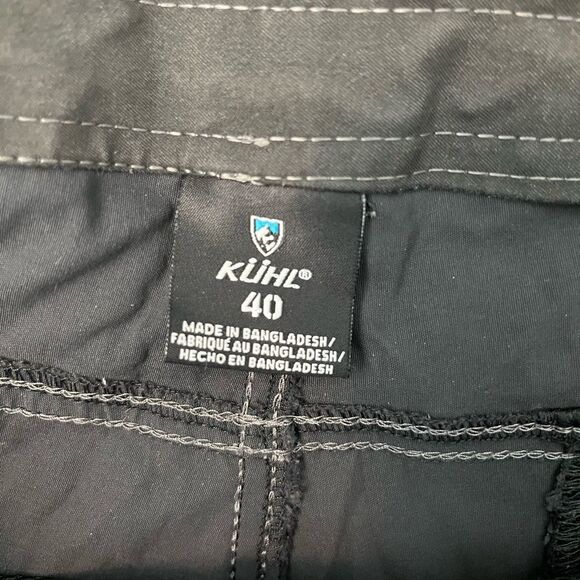 KÜHL®
40
MADE IN BANGLADESH/
FABRIQUÉ AU BANGLADESH/
HECHO EN BANGLADESH